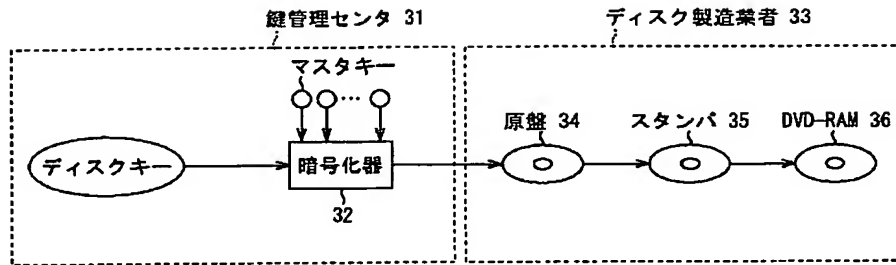 鍵管理センタ 31
ディスク製造業者 33
マスタキー
…
原盤 34
スタンパ 35
DVD-RAM 36
ディスクキー
暗号化器
32